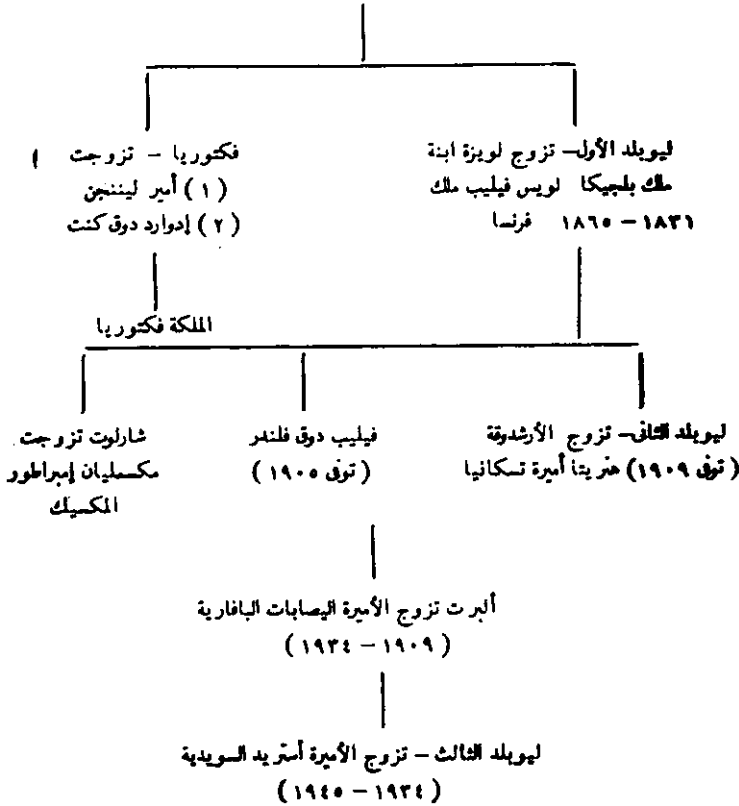 ليوبلد الأول – تزوج لويزة ابنة
ملك بلجيكا لويس فيليب ملك
١٨٣١ – ١٨٦٥ فرنسا
فكتوريا – تزوجت
(١) أمير ليننجن
(٢) إدوارد دوق كنت
الملكة فكتوريا
ليوبلد الثانى – تزوج الأرشدوقة
(توفى ١٩٠٩) هنريتا أميرة تسكانيا
فيليب دوق فلندر
(توفى ١٩٠٥)
شارلوت تزوجت
مكسمليان إمبراطور
المكسيك
ألبرت تزوج الأميرة اليصابات البافارية
(١٩٠٩ – ١٩٣٤)
ليوبلد الثالث – تزوج الأميرة أستريد السويدية
(١٩٣٤ – ١٩٤٥)